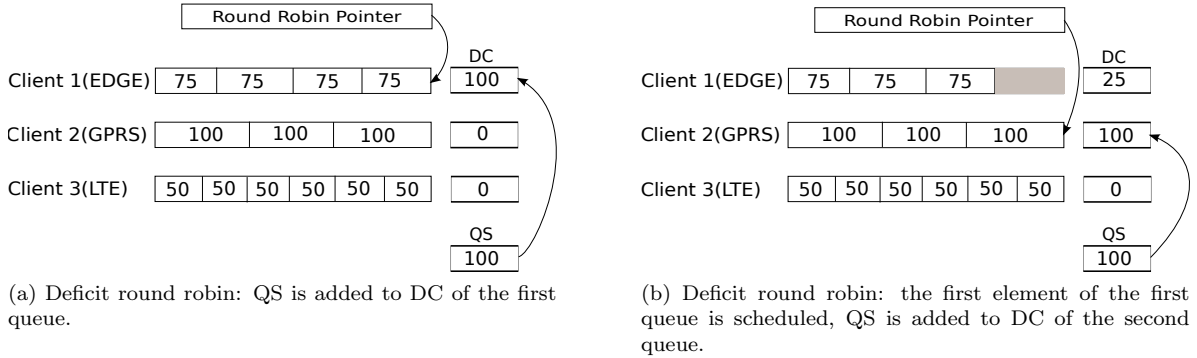 Round Robin Pointer
DC
Client 1(EDGE) 75 75 75 75 100
Client 2(GPRS) 100 100 100 0
Client 3(LTE) 50 50 50 50 50 50 0
QS
100
(a) Deficit round robin: QS is added to DC of the first
queue.
Round Robin Pointer
DC
Client 1(EDGE) 75 75 75 25
Client 2(GPRS) 100 100 100 100
Client 3(LTE) 50 50 50 50 50 50 0
QS
100
(b) Deficit round robin: the first element of the first
queue is scheduled, QS is added to DC of the second
queue.